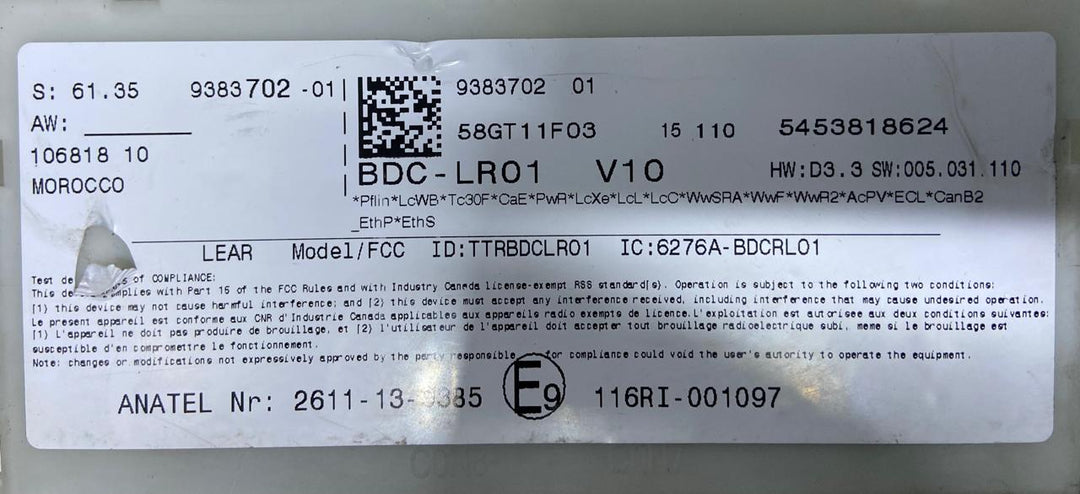 S: 61.35 9383702 -01| 9383702 01
AW: ________ 58GT11F03 15 110 5453818624
106818 10 BDC-LR01 V10 HW:D3.3 SW:005.031.110
MOROCCO
*Pflin*LcWB*Tc30F*CaE*PwR*LcXe*LcL*LcC*WwSRA*WwF*WwR2*AcPV*ECL*CanB2
_EthP*EthS
LEAR Model/FCC ID:TTRBDCLR01 IC:6276A-BDCRL01
Test of COMPLIANCE:
This complies with Part 15 of the FCC Rules and with Industry Canada license-exempt RSS standard(s). Operation is subject to the following two conditions:
(1) this device may not cause harmful interference; and (2) this device must accept any interference received, including interference that may cause undesired operation.
Le present appareil est conforme aux CNR d'Industrie Canada applicables aux appareils radio exempts de licence.L'exploitation est autorisee aux deux conditions suivantes:
(1) L'appareil ne doit pas produire de brouillage, et (2) l'utilisateur de l'appareil doit accepter tout brouillage radioelectrique subi, meme si le brouillage est
susceptible d'en compromettre le fonctionnement.
Note: changes or modifications not expressively approved by the party responsible for compliance could void the user's autority to operate the equipment.
ANATEL Nr: 2611-13- E9 116RI-001097